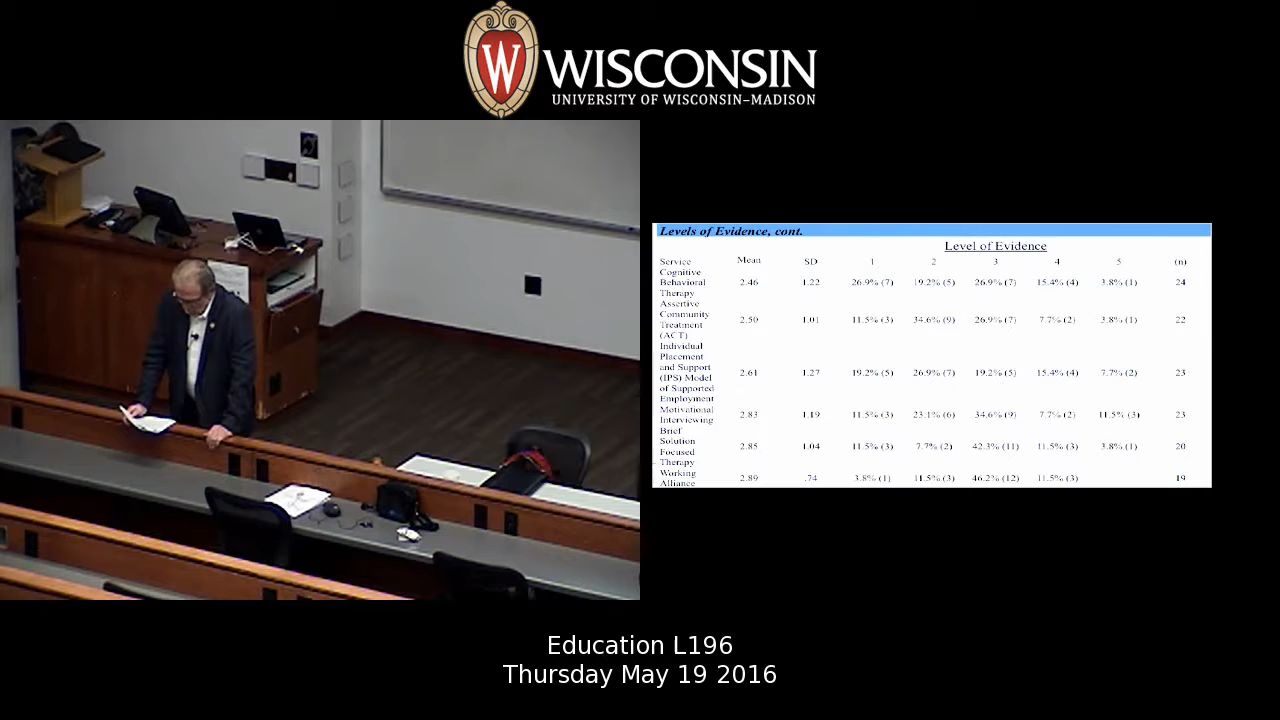 W
WISCONSIN
UNIVERSITY OF WISCONSIN–MADISON
Levels of Evidence, cont.
Level of Evidence
Service Mean SD 1 2 3 4 5 (n)
Cognitive
Behavioral 2.46 1.22 26.9% (7) 19.2% (5) 26.9% (7) 15.4% (4) 3.8% (1) 24
Therapy
Assertive
Community 2.50 1.01 11.5% (3) 34.6% (9) 26.9% (7) 7.7% (2) 3.8% (1) 22
Treatment
(ACT)
Individual
Placement
and Support 2.61 1.27 19.2% (5) 26.9% (7) 19.2% (5) 15.4% (4) 7.7% (2) 23
(IPS) Model
of Supported
Employment
Motivational 2.83 1.19 11.5% (3) 23.1% (6) 34.6% (9) 7.7% (2) 11.5% (3) 23
Interviewing
Brief
Solution 2.85 1.04 11.5% (3) 7.7% (2) 42.3% (11) 11.5% (3) 3.8% (1) 20
Focused
Therapy
Working 2.89 .74 3.8% (1) 11.5% (3) 46.2% (12) 11.5% (3) 19
Alliance
Education L196
Thursday May 19 2016